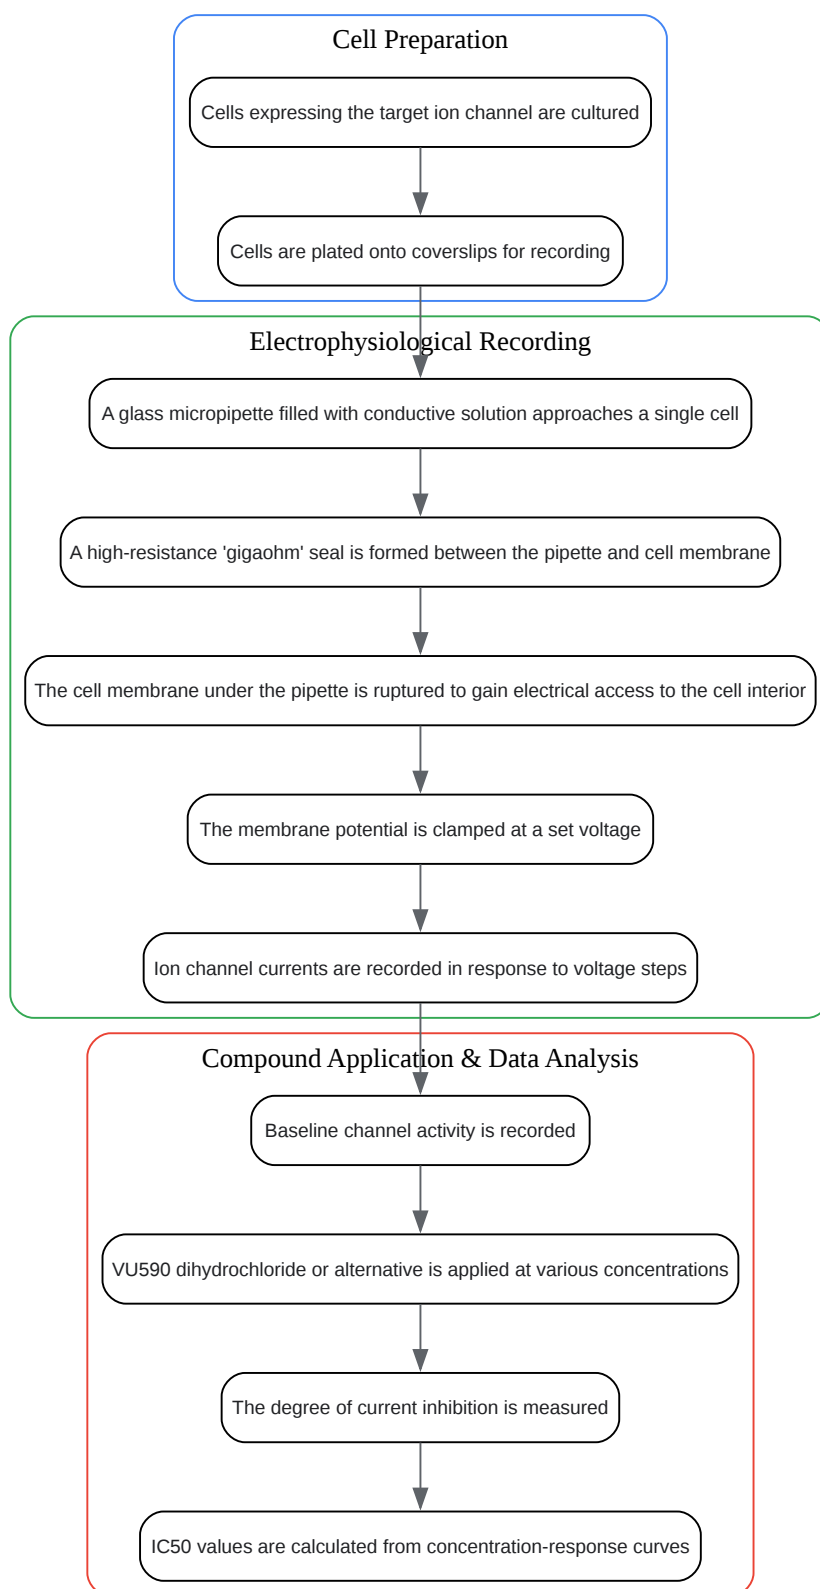 Cell Preparation
Cells expressing the target ion channel are cultured
Cells are plated onto coverslips for recording
Electrophysiological Recording
A glass micropipette filled with conductive solution approaches a single cell
A high-resistance 'gigaohm' seal is formed between the pipette and cell membrane
The cell membrane under the pipette is ruptured to gain electrical access to the cell interior
The membrane potential is clamped at a set voltage
Ion channel currents are recorded in response to voltage steps
Compound Application & Data Analysis
Baseline channel activity is recorded
VU590 dihydrochloride or alternative is applied at various concentrations
The degree of current inhibition is measured
IC50 values are calculated from concentration-response curves